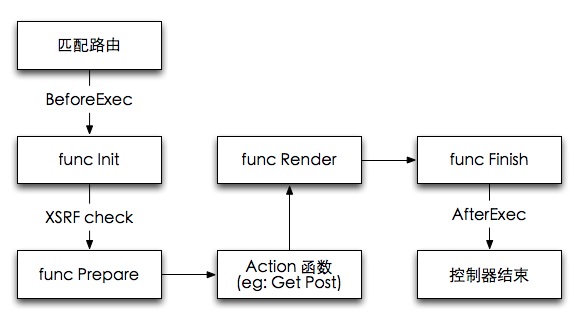 匹配路由
BeforeExec
func Init
XSRF check
func Prepare
Action 函数
(eg: Get Post)
func Render
func Finish
AfterExec
控制器结束